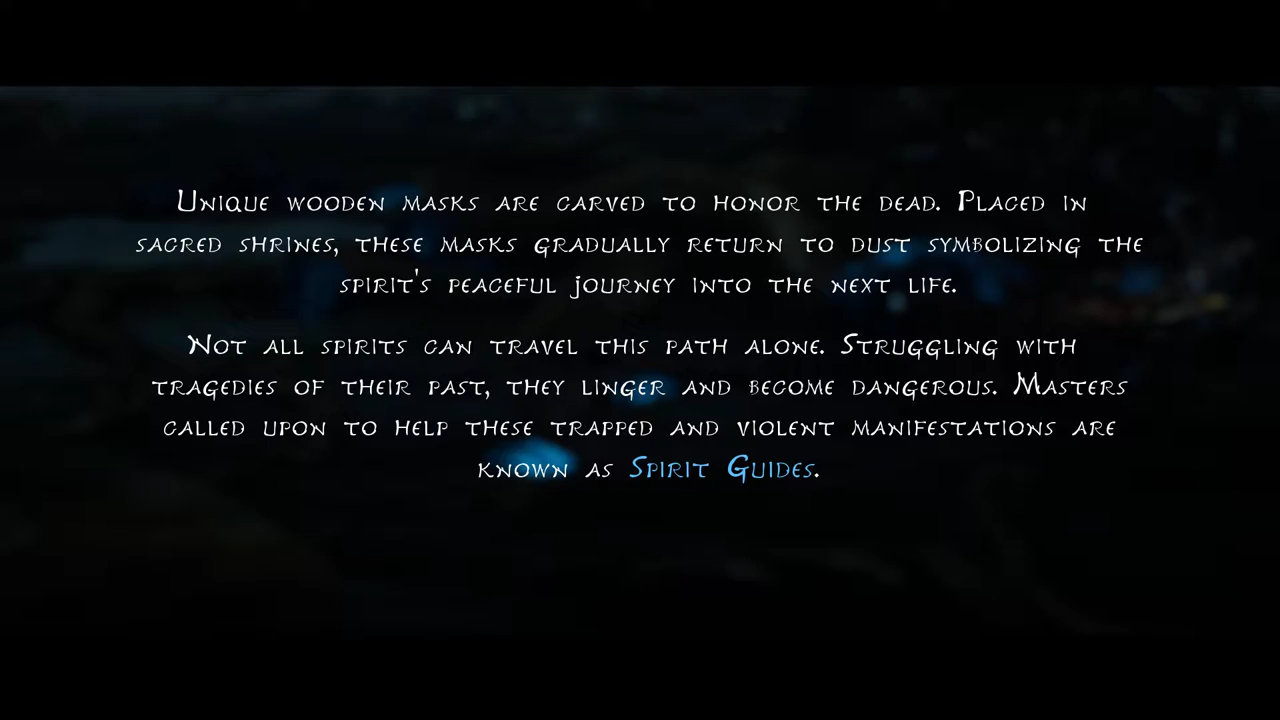 Unique wooden masks are carved to honor the dead. Placed in
sacred shrines, these masks gradually return to dust symbolizing the
spirit's peaceful journey into the next life.
Not all spirits can travel this path alone. Struggling with
tragedies of their past, they linger and become dangerous. Masters
called upon to help these trapped and violent manifestations are
known as Spirit Guides.